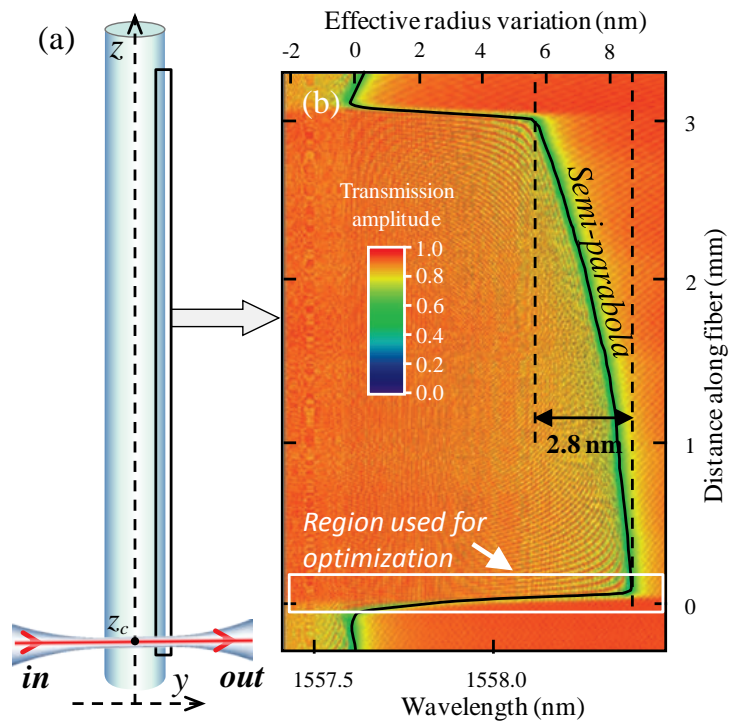 (a)
z
z_c
in
out
y
Effective radius variation (nm)
-2 0 2 4 6 8
(b)
Transmission
amplitude
1.0
0.8
0.6
0.4
0.2
0.0
Semi-parabola
2.8 nm
Region used for
optimization
3
2
1
0
Distance along fiber (mm)
1557.5 1558.0
Wavelength (nm)